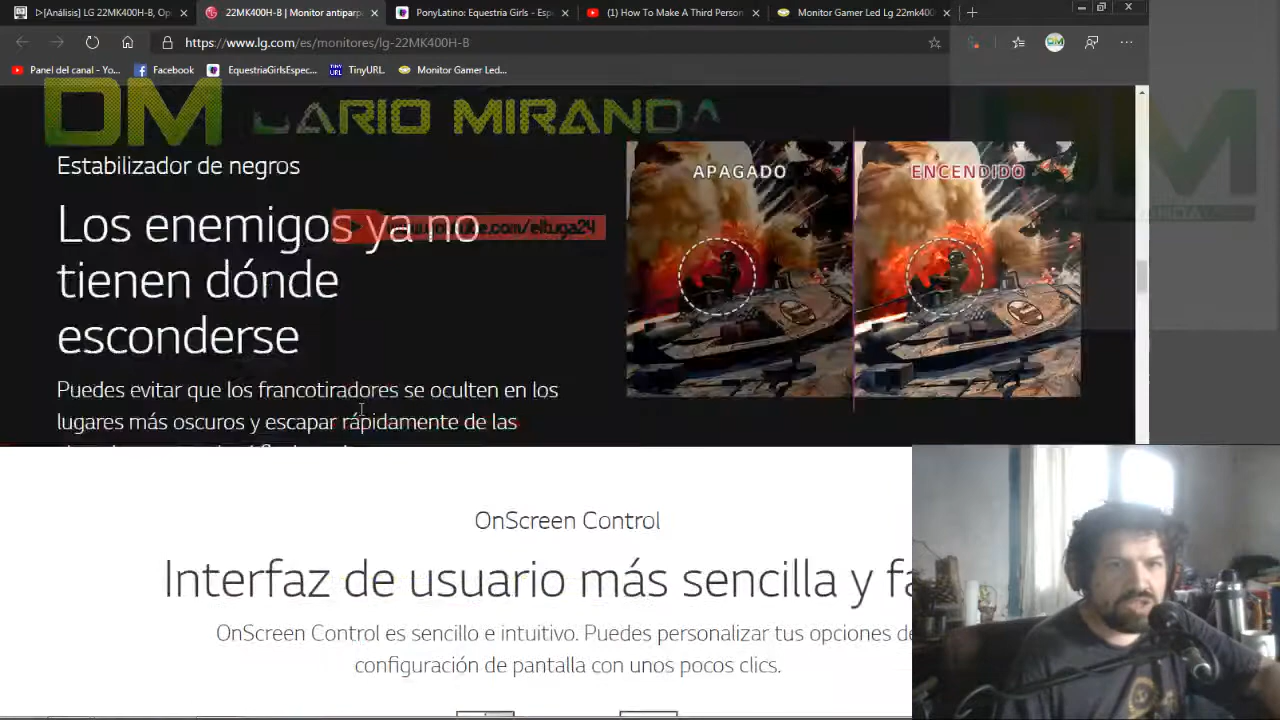 [Análisis] LG 22MK400H-B, Op
22MK400H-B | Monitor antiparpa
PonyLatino: Equestria Girls - Esp
(1) How To Make A Third Person
Monitor Gamer Led Lg 22mk400
https://www.lg.com/es/monitores/lg-22MK400H-B
Panel del canal - Yo...
Facebook
EquestriaGirlsEspec...
TinyURL
Monitor Gamer Led...
DM DARIO MIRANDA
Estabilizador de negros
Los enemigos ya no
www.youtube.com/eltuga24
tienen dónde
esconderse
Puedes evitar que los francotiradores se oculten en los
lugares más oscuros y escapar rápidamente de las
APAGADO
ENCENDIDO
DM
OnScreen Control
Interfaz de usuario más sencilla y fá
OnScreen Control es sencillo e intuitivo. Puedes personalizar tus opciones de
configuración de pantalla con unos pocos clics.